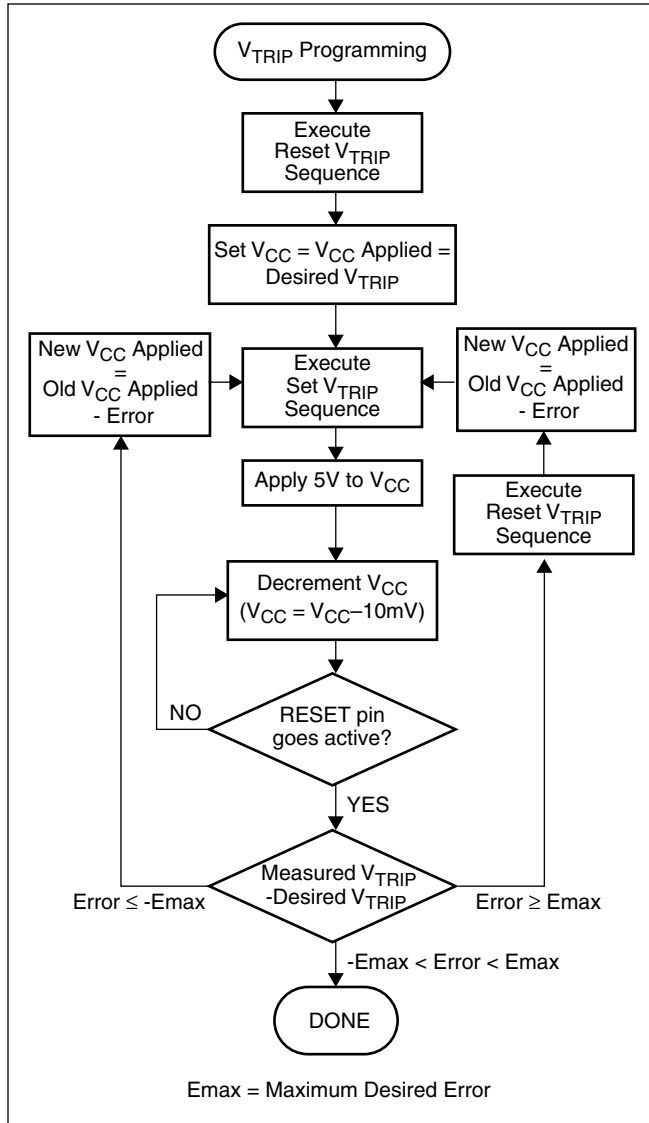 V_TRIP Programming
Execute
Reset V_TRIP
Sequence
Set V_CC = V_CC Applied =
Desired V_TRIP
New V_CC Applied
=
Old V_CC Applied
- Error
Execute
Set V_TRIP
Sequence
New V_CC Applied
=
Old V_CC Applied
- Error
Apply 5V to V_CC
Execute
Reset V_TRIP
Sequence
Decrement V_CC
(V_CC = V_CC–10mV)
NO
RESET pin
goes active?
YES
Measured V_TRIP
-Desired V_TRIP
Error ≤ -Emax
Error ≥ Emax
-Emax < Error < Emax
DONE
Emax = Maximum Desired Error